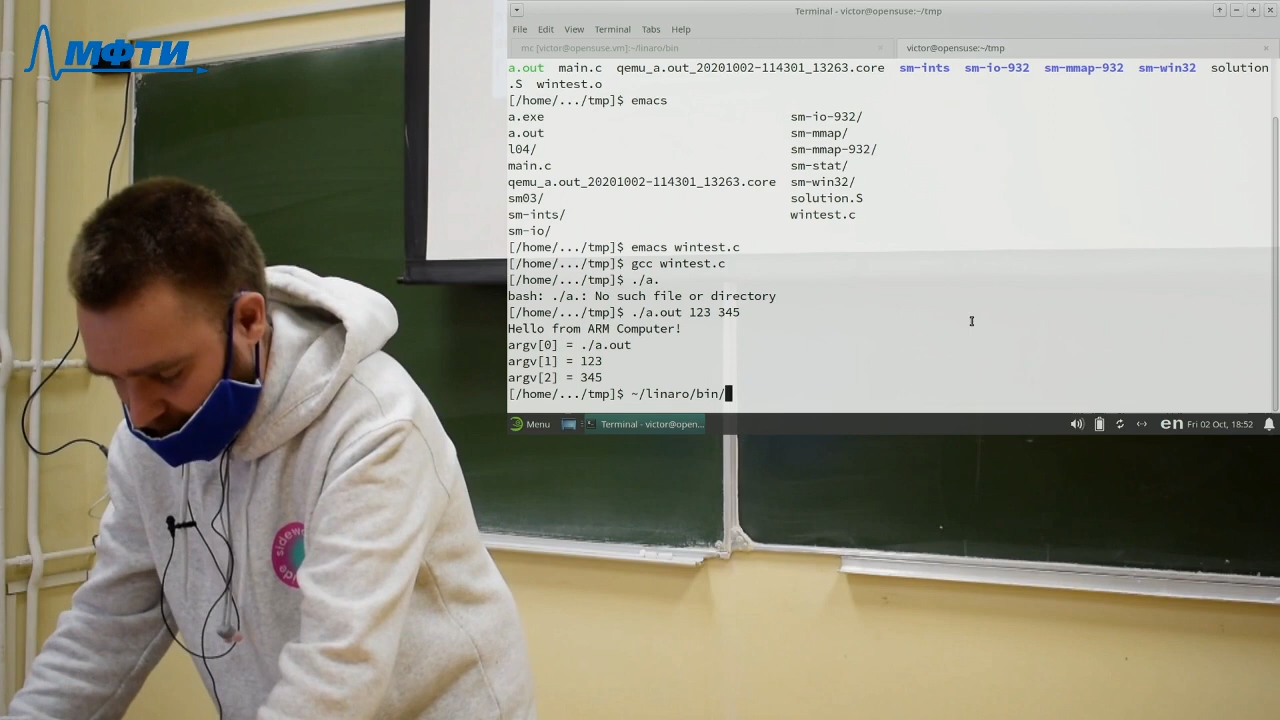 МФТИ
Terminal - victor@opensuse:~/tmp
File Edit View Terminal Tabs Help
mc [victor@opensuse.vm]:~/linaro/bin
victor@opensuse:~/tmp
a.out main.c qemu_a.out_20201002-114301_13263.core sm-ints sm-io-932 sm-mmap-932 sm-win32 solution
.S wintest.o
[/home/.../tmp]$ emacs
a.exe sm-io-932/
a.out sm-mmap/
l04/ sm-mmap-932/
main.c sm-stat/
qemu_a.out_20201002-114301_13263.core sm-win32/
sm03/ solution.S
sm-ints/ wintest.c
sm-io/
[/home/.../tmp]$ emacs wintest.c
[/home/.../tmp]$ gcc wintest.c
[/home/.../tmp]$ ./a.
bash: ./a.: No such file or directory
[/home/.../tmp]$ ./a.out 123 345
Hello from ARM Computer!
argv[0] = ./a.out
argv[1] = 123
argv[2] = 345
[/home/.../tmp]$ ~/linaro/bin/
Menu Terminal - victor@open... en Fri 02 Oct, 18:52